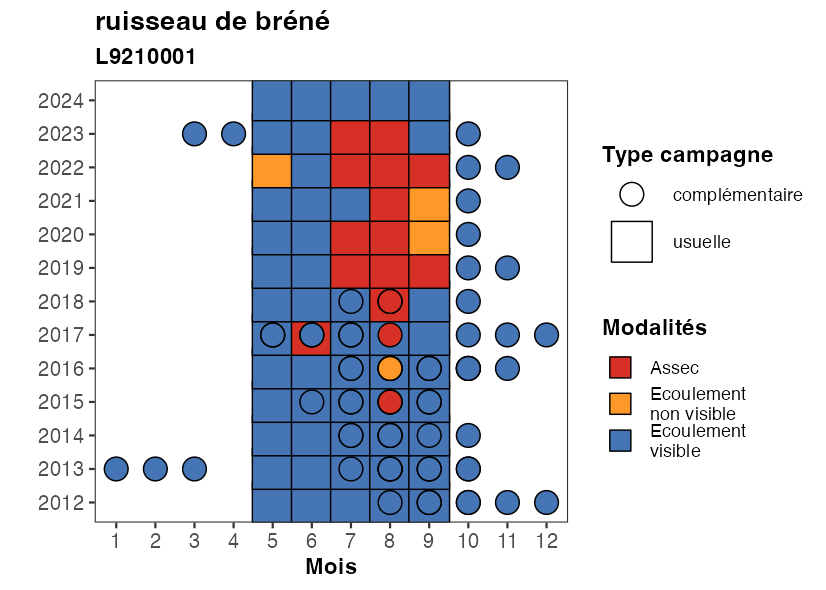 ruisseau de bréné
L9210001
2024
2023
2022
2021
2020
2019
2018
2017
2016
2015
2014
2013
2012
1 2 3 4 5 6 7 8 9 10 11 12
Mois
Type campagne
complémentaire
usuelle
Modalités
Assec
Ecoulement
non visible
Ecoulement
visible